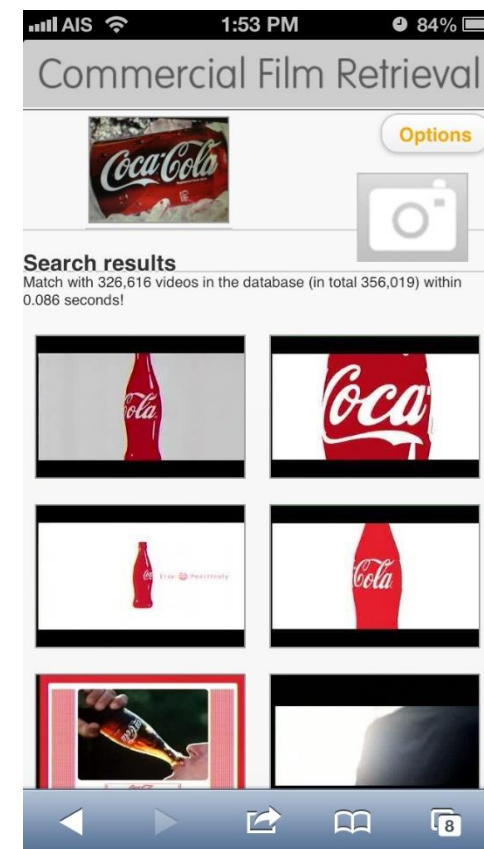 AIS 1:53 PM 84%
Commercial Film Retrieval
Coca-Cola
Options
Search results
Match with 326,616 videos in the database (in total 356,019) within
0.086 seconds!
Cola
Coca
Cola
8